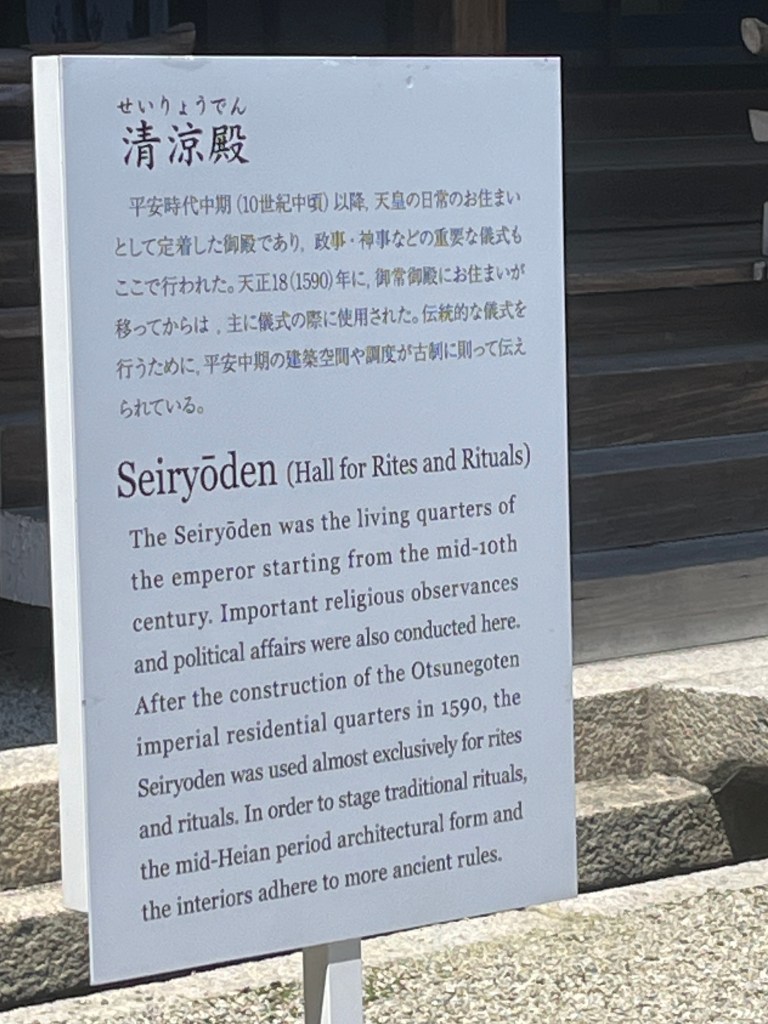 せいりょうでん
清涼殿
平安時代中期（10世紀中頃）以降, 天皇の日常のお住まい
として定着した御殿であり, 政事・神事などの重要な儀式も
ここで行われた。天正18（1590）年に, 御常御殿にお住まいが
移ってからは , 主に儀式の際に使用された。伝統的な儀式を
行うために, 平安中期の建築空間や調度が古制に則って伝え
られている。
Seiryōden (Hall for Rites and Rituals)
The Seiryōden was the living quarters of
the emperor starting from the mid-10th
century. Important religious observances
and political affairs were also conducted here.
After the construction of the Otsunegoten
imperial residential quarters in 1590, the
Seiryoden was used almost exclusively for rites
and rituals. In order to stage traditional rituals,
the mid-Heian period architectural form and
the interiors adhere to more ancient rules.